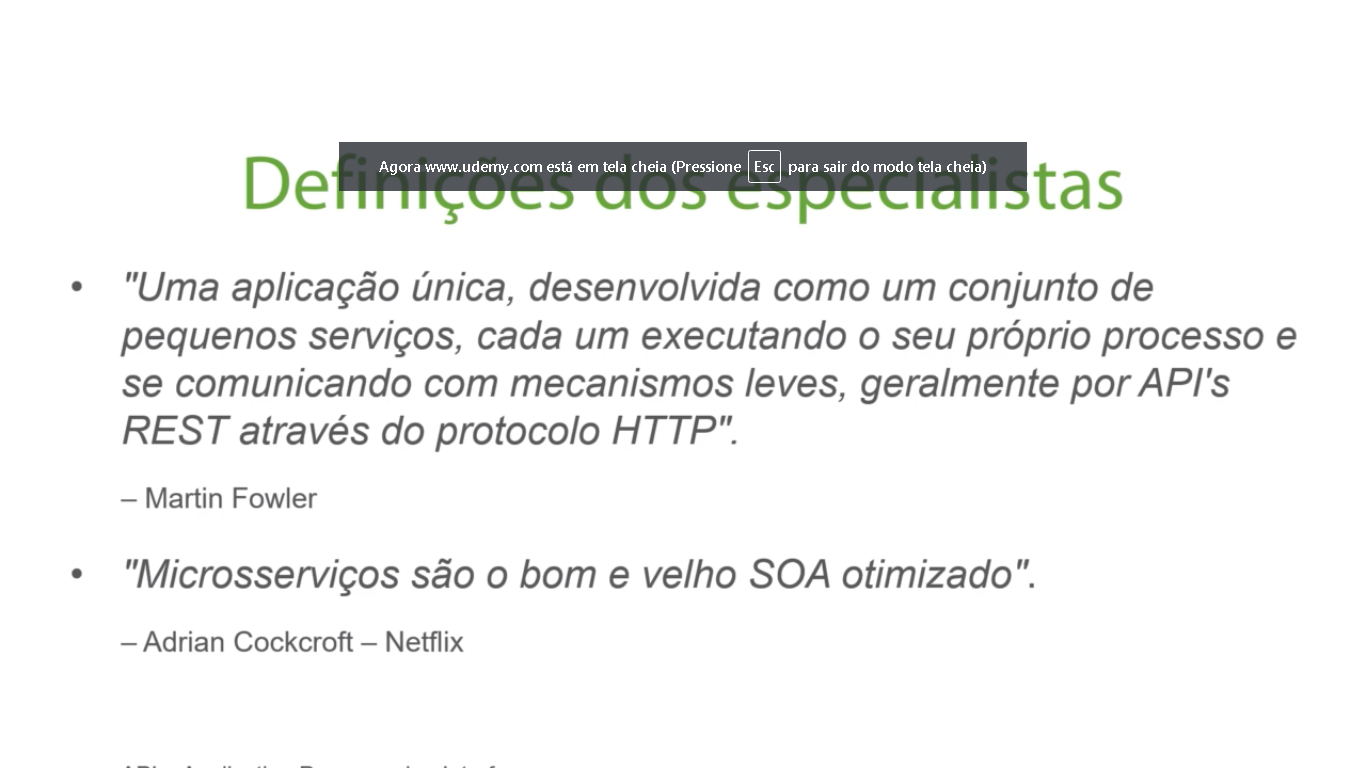 Agora www.udemy.com está em tela cheia (Pressione Esc para sair do modo tela cheia)
Definições dos especialistas
• "Uma aplicação única, desenvolvida como um conjunto de
pequenos serviços, cada um executando o seu próprio processo e
se comunicando com mecanismos leves, geralmente por API's
REST através do protocolo HTTP".
– Martin Fowler
• "Microsserviços são o bom e velho SOA otimizado".
– Adrian Cockcroft – Netflix